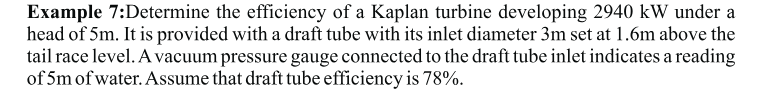 Example 7:Determine the efficiency of a Kaplan turbine developing 2940 kW under a
head of 5m. It is provided with a draft tube with its inlet diameter 3m set at 1.6m above the
tail race level. A vacuum pressure gauge connected to the draft tube inlet indicates a reading
of 5m of water. Assume that draft tube efficiency is 78%.